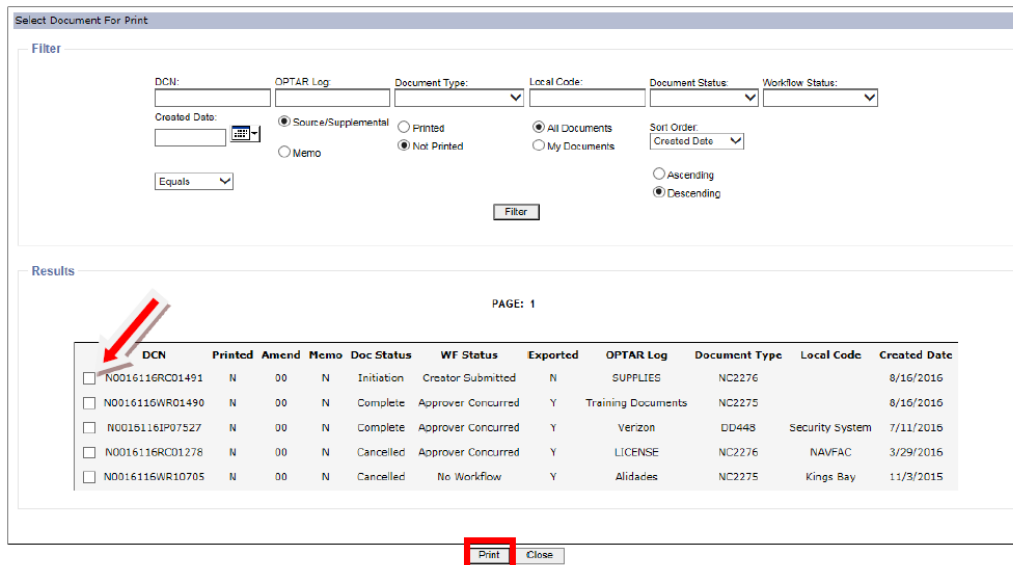 Select Document For Print
Filter
DCN: OPTAR Log: Document Type: Local Code: Document Status: Workflow Status:
Created Date: Source/Supplemental Printed All Documents Sort Order:
Created Date
Memo Not Printed My Documents
Equals Ascending
Descending
Filter
Results
PAGE: 1
DCN Printed Amend Memo Doc Status WF Status Exported OPTAR Log Document Type Local Code Created Date
N0016116RC01491 N 00 N Initiation Creator Submitted N SUPPLIES NC2276 8/16/2016
N0016116WR01490 N 00 N Complete Approver Concurred Y Training Documents NC2275 8/16/2016
N0016116IP07527 N 00 N Complete Approver Concurred Y Verizon DD448 Security System 7/11/2016
N0016116RC01278 N 00 N Cancelled Approver Concurred Y LICENSE NC2276 NAVFAC 3/29/2016
N0016116WR10705 N 00 N Cancelled No Workflow Y Alidades NC2275 Kings Bay 11/3/2015
Print Close